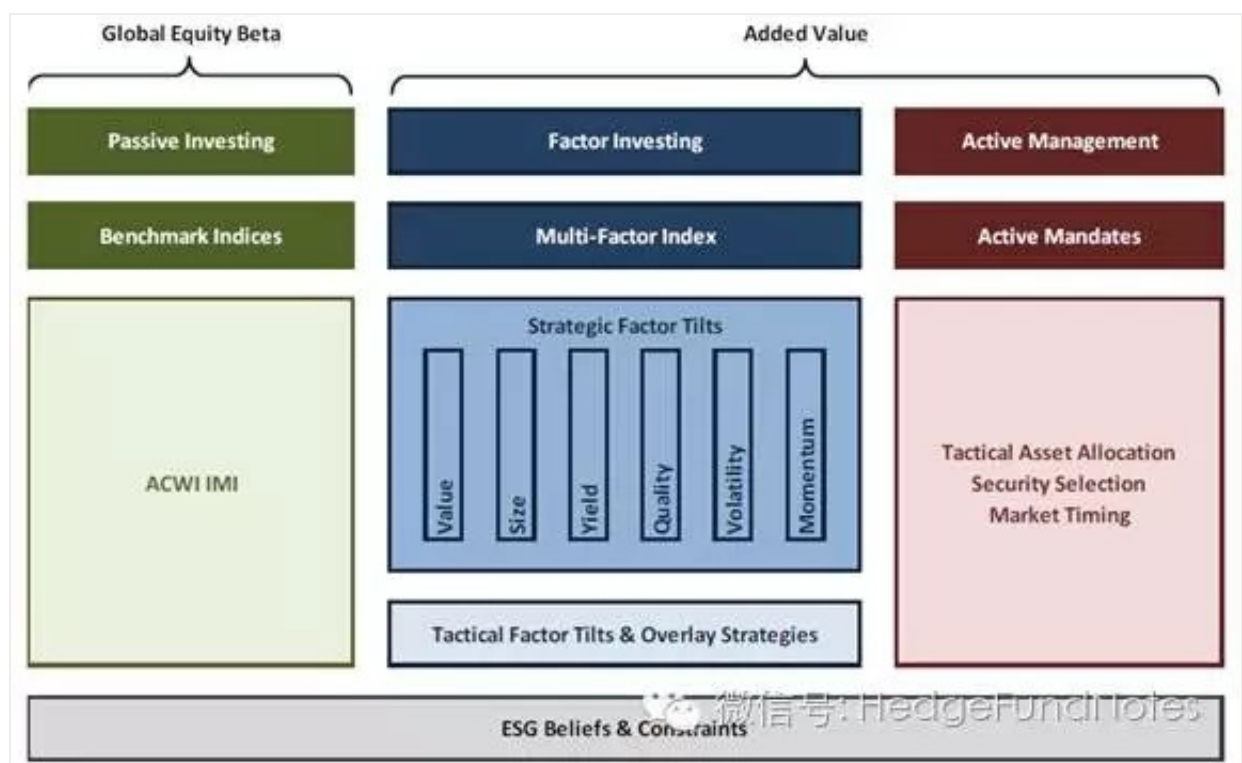 Global Equity Beta
Added Value
Passive Investing
Factor Investing
Active Management
Benchmark Indices
Multi-Factor Index
Active Mandates
ACWI IMI
Strategic Factor Tilts
Value
Size
Yield
Quality
Volatility
Momentum
Tactical Factor Tilts & Overlay Strategies
Tactical Asset Allocation
Security Selection
Market Timing
微信号: HedgeFundNotes
ESG Beliefs & Constraints